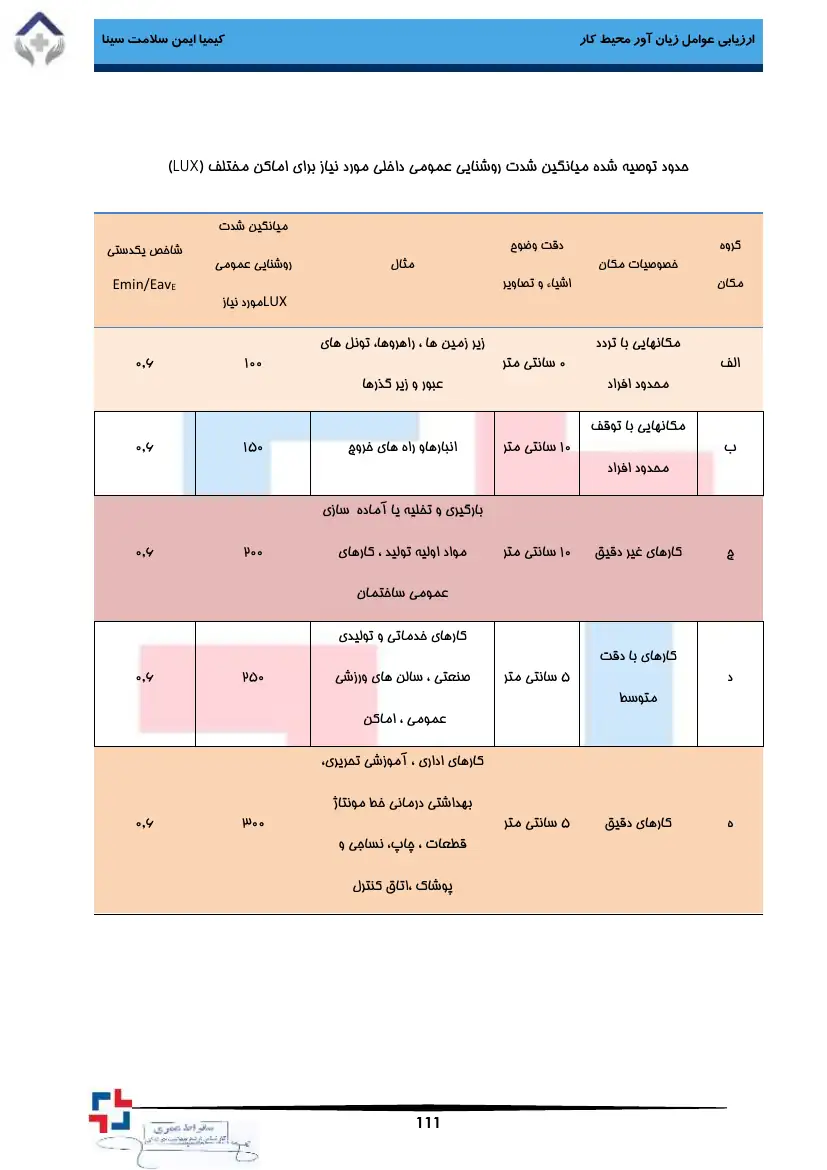 ارزیابی عوامل زیان آور محیط کار
کیمیا ایمن سلامت سینا
حدود توصیه شده میانگین شدت روشنایی عمومی داخلی مورد نیاز برای اماکن مختلف (LUX)
گروه
مکان
خصوصیات مکان
دقت وضوح
اشیاء و تصاویر
مثال
میانگین شدت
روشنایی عمومی
LUXمورد نیاز
شاخص یکدستی
Emin/EavE
الف
مکانهایی با تردد
محدود افراد
۰ سانتی متر
زیر زمین ها ، راهروها، تونل های
عبور و زیر گذرها
۱۰۰
۰٫۶
ب
مکانهایی با توقف
محدود افراد
۱۰ سانتی متر
انبارهاو راه های خروج
۱۵۰
۰٫۶
ج
کارهای غیر دقیق
۱۰ سانتی متر
بارگیری و تخلیه یا آماده سازی
مواد اولیه تولید ، کارهای
عمومی ساختمان
۲۰۰
۰٫۶
د
کارهای با دقت
متوسط
۵ سانتی متر
کارهای خدماتی و تولیدی
صنعتی ، سالن های ورزشی
عمومی ، اماکن
۲۵۰
۰٫۶
ه
کارهای دقیق
۵ سانتی متر
کارهای اداری ، آموزشی تحریری،
بهداشتی درمانی خط مونتاژ
قطعات ، چاپ، نساجی و
پوشاک ،اتاق کنترل
۳۰۰
۰٫۶
111